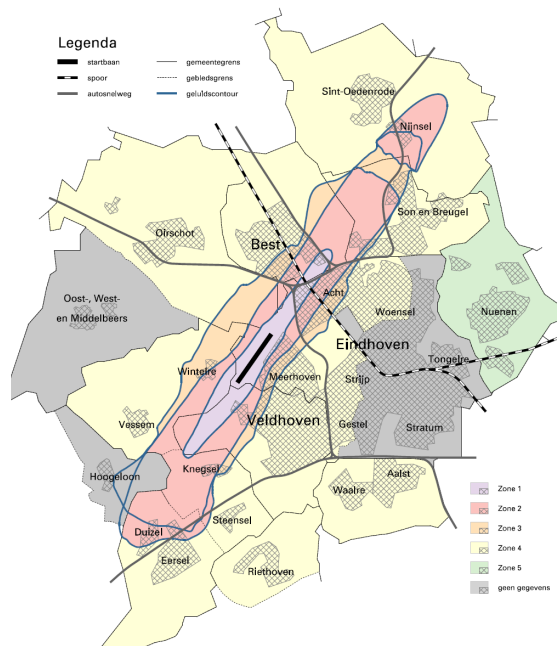 Legenda
startbaan
gemeentegrens
spoor
gebiedsgrens
autosnelweg
geluidscontour
Sint-Oedenrode
Nijnsel
Son en Breugel
Oirschot
Best
Oost-, West-
en Middelbeers
Acht
Woensel
Nuenen
Eindhoven
Tongelre
Wintelre
Meerhoven
Strijp
Vessem
Veldhoven
Gestel
Stratum
Hoogeloon
Knegsel
Aalst
Waalre
Steensel
Duizel
Eersel
Riethoven
Zone 1
Zone 2
Zone 3
Zone 4
Zone 5
geen gegevens